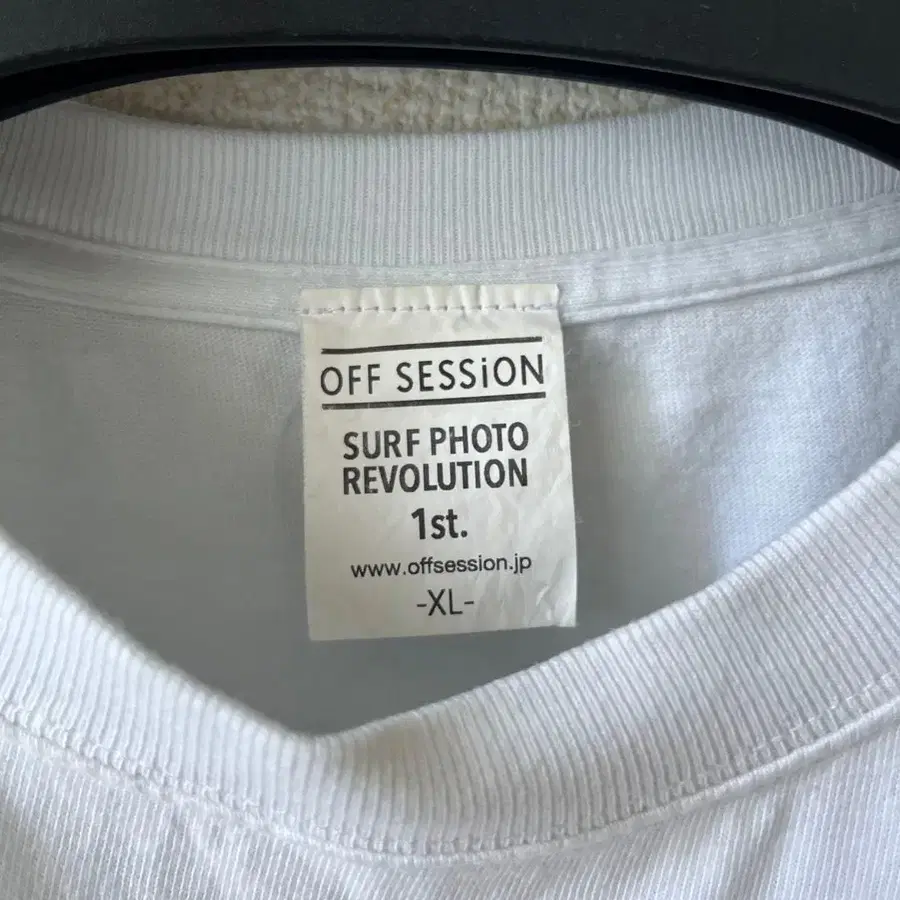 OFF SESSiON
SURF PHOTO
REVOLUTION
1st.
www.offsession.jp
-XL-